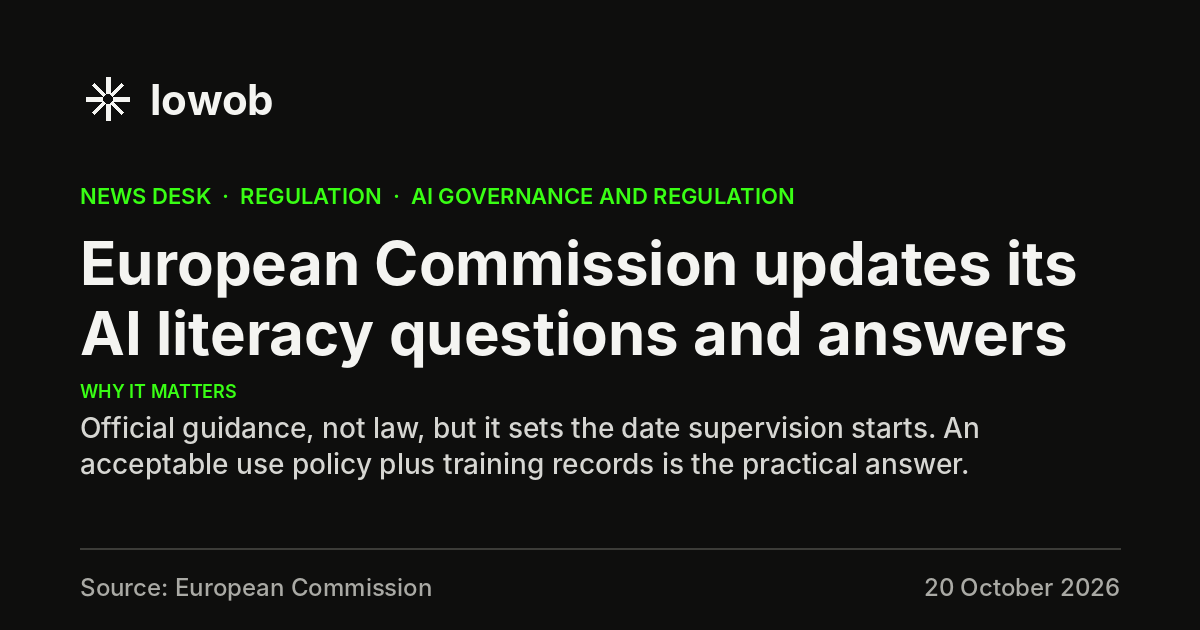 lowob
NEWS DESK · REGULATION · AI GOVERNANCE AND REGULATION
European Commission updates its
AI literacy questions and answers
WHY IT MATTERS
Official guidance, not law, but it sets the date supervision starts. An
acceptable use policy plus training records is the practical answer.
Source: European Commission
20 October 2026